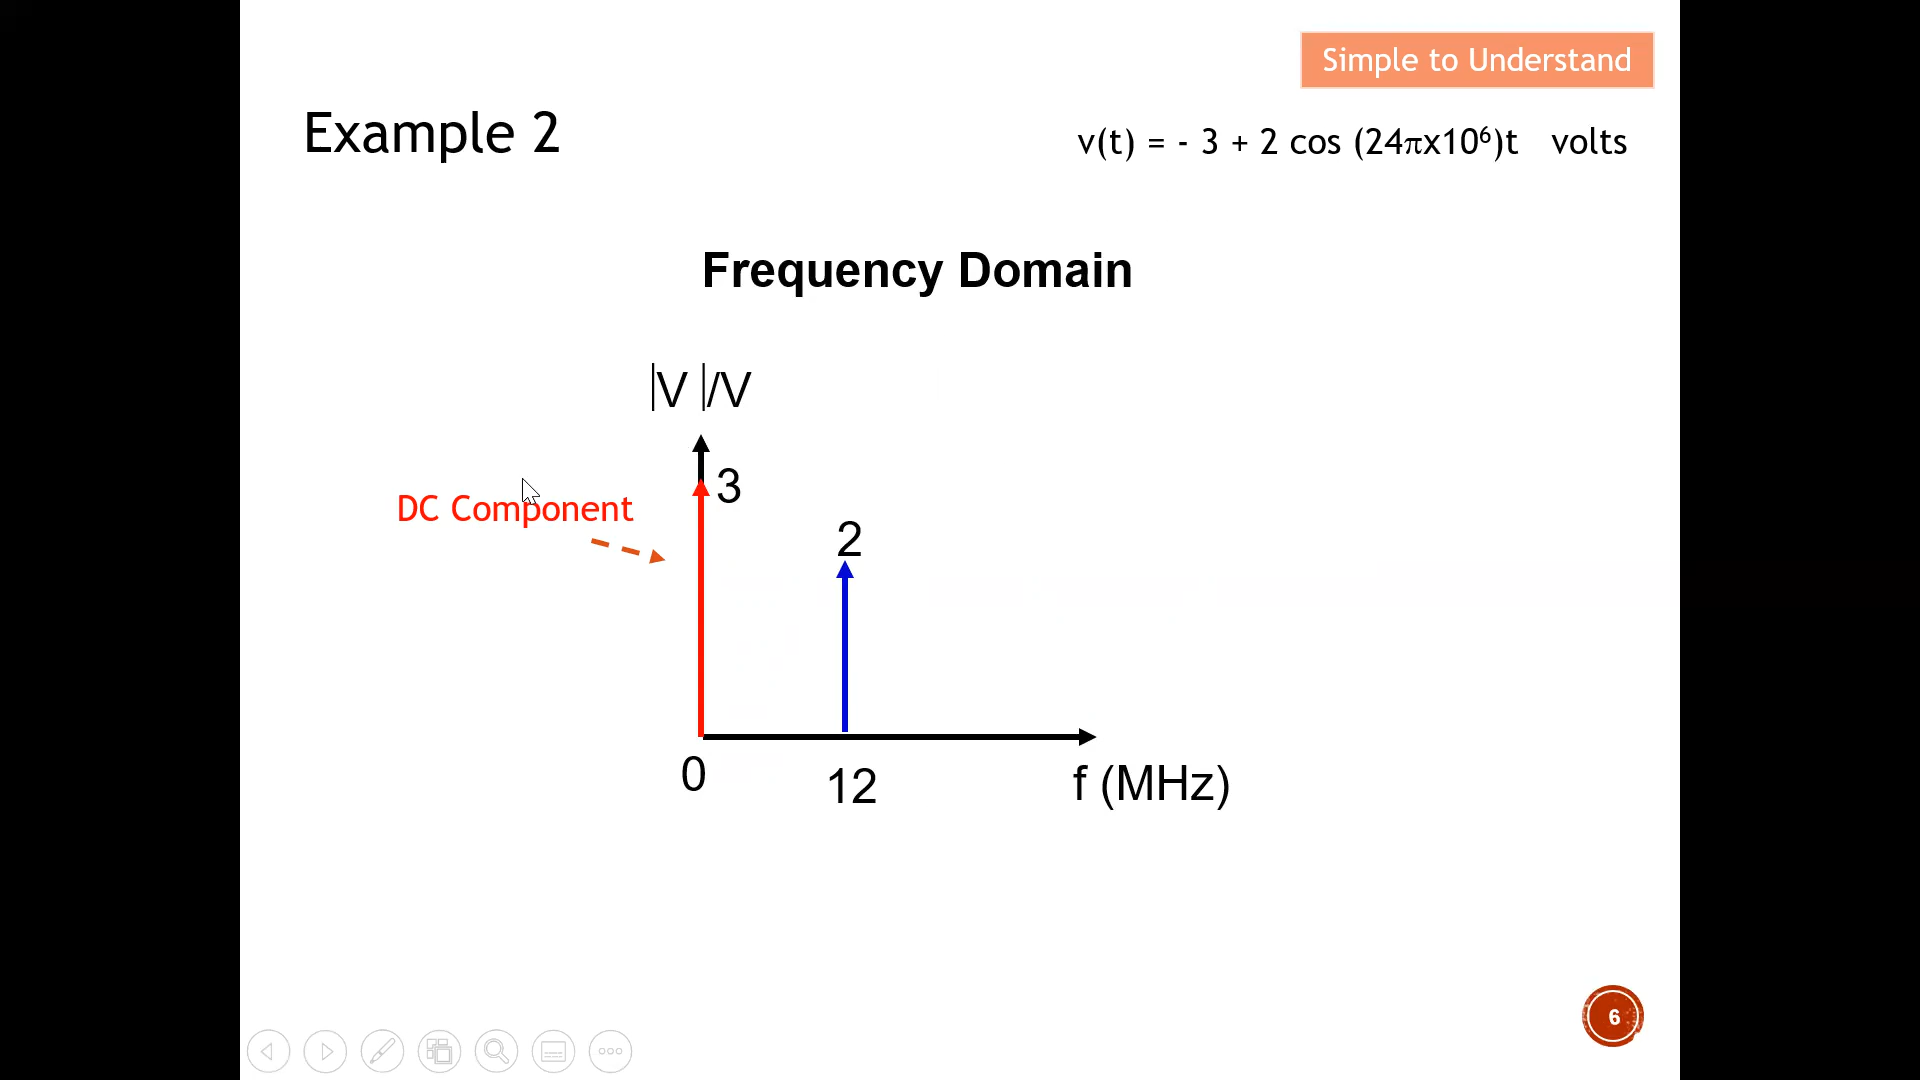 Simple to Understand
Example 2
v(t) = - 3 + 2 cos (24πx10⁶)t volts
Frequency Domain
|V |/V
3
DC Component
2
0
12
f (MHz)
6